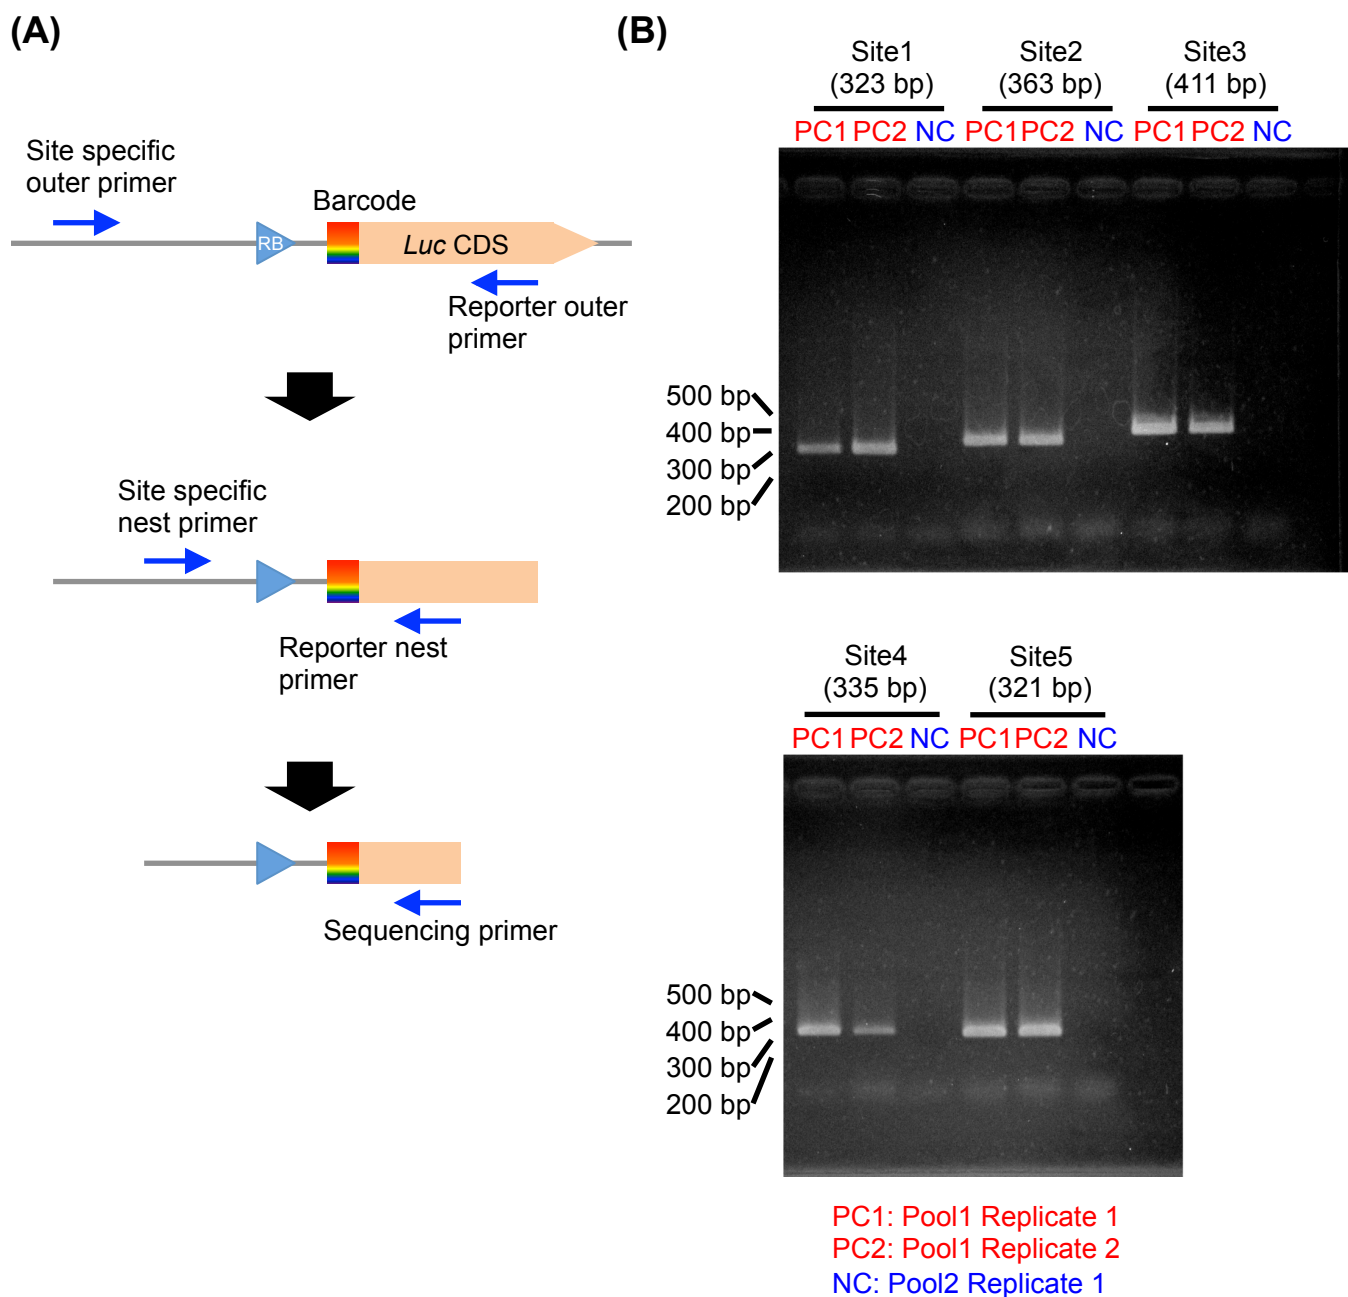 (A)
Site specific
outer primer
Barcode
RB
Luc CDS
Reporter outer
primer
Site specific
nest primer
Reporter nest
primer
Sequencing primer
(B)
Site1 Site2 Site3
(323 bp) (363 bp) (411 bp)
PC1 PC2 NC PC1 PC2 NC PC1 PC2 NC
500 bp
400 bp
300 bp
200 bp
Site4 Site5
(335 bp) (321 bp)
PC1 PC2 NC PC1 PC2 NC
500 bp
400 bp
300 bp
200 bp
PC1: Pool1 Replicate 1
PC2: Pool1 Replicate 2
NC: Pool2 Replicate 1